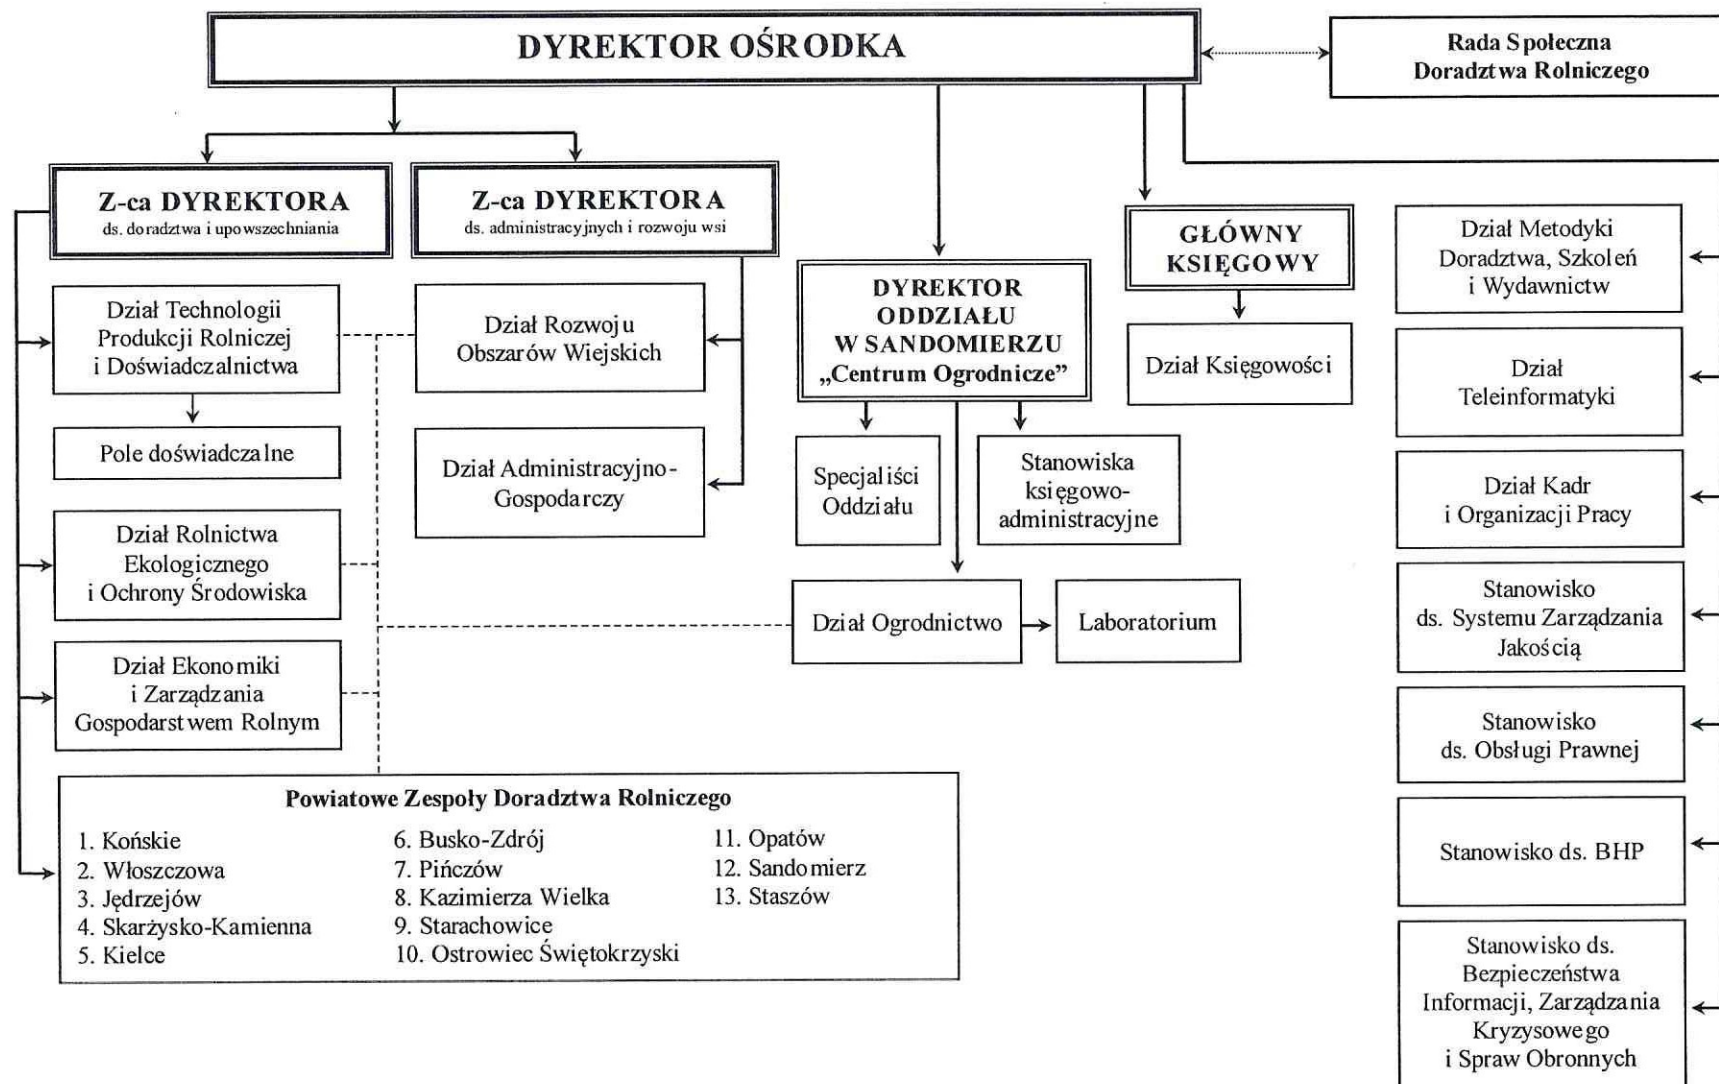 DYREKTOR OŚRODKA
Rada Społeczna
Doradztwa Rolniczego
Z-ca DYREKTORA
ds. doradztwa i upowszechniania
Z-ca DYREKTORA
ds. administracyjnych i rozwoju wsi
DYREKTOR
ODDZIAŁU
W SANDOMIERZU
„Centrum Ogrodnicze”
GŁÓWNY
KSIĘGOWY
Dział Technologii
Produkcji Rolniczej
i Doświadczalnictwa
Pole doświadczalne
Dział Rolnictwa
Ekologicznego
i Ochrony Środowiska
Dział Ekonomiki
i Zarządzania
Gospodarstwem Rolnym
Dział Rozwoju
Obszarów Wiejskich
Dział Administracyjno-
Gospodarczy
Specjaliści
Oddziału
Stanowiska
księgowo-
administracyjne
Dział Ogrodnictwo
Laboratorium
Dział Księgowości
Dział Metodyki
Doradztwa, Szkoleń
i Wydawnictw
Dział
Teleinformatyki
Dział Kadr
i Organizacji Pracy
Stanowisko
ds. Systemu Zarządzania
Jakością
Stanowisko
ds. Obsługi Prawnej
Stanowisko ds. BHP
Stanowisko ds.
Bezpieczeństwa
Informacji, Zarządzania
Kryzysowego
i Spraw Obronnych
Powiatowe Zespoły Doradztwa Rolniczego
1. Końskie
2. Włoszczowa
3. Jędrzejów
4. Skarżysko-Kamienna
5. Kielce
6. Busko-Zdrój
7. Pińczów
8. Kazimierza Wielka
9. Starachowice
10. Ostrowiec Świętokrzyski
11. Opatów
12. Sandomierz
13. Staszów